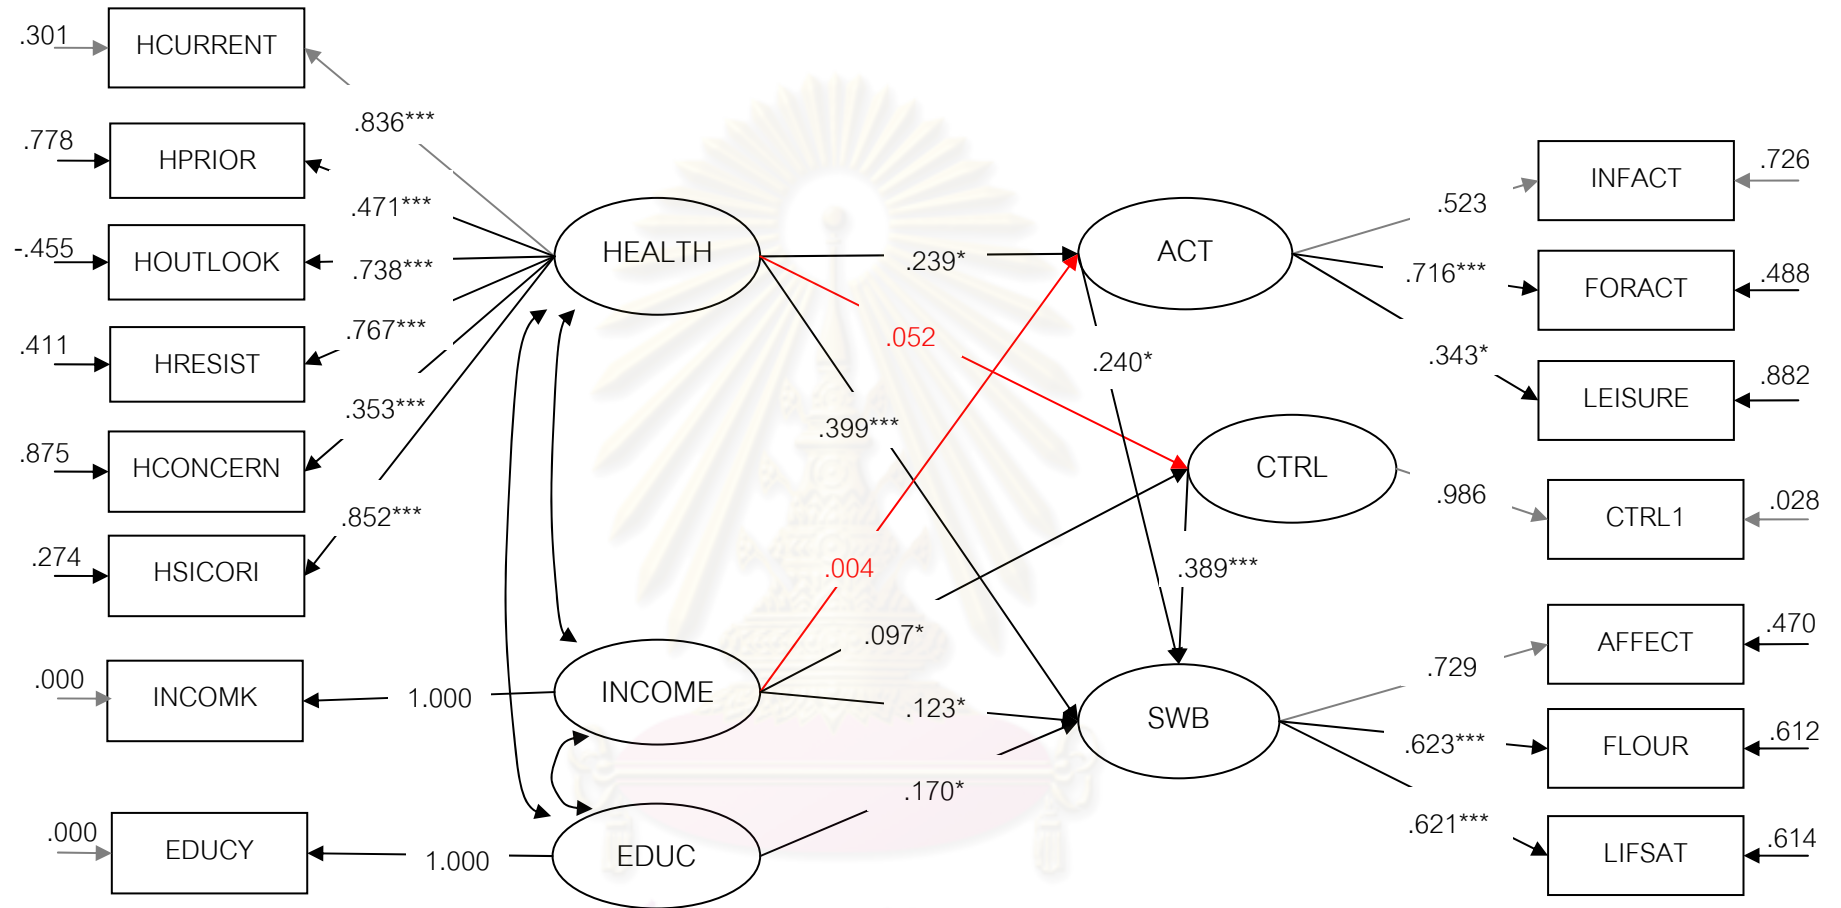 .301
HCURRENT
.836***
.778
HPRIOR
.471***
-.455
HOUTLOOK
.738***
.411
HRESIST
.767***
.875
HCONCERN
.353***
.274
HSICORI
.852***
.000
INCOMK
1.000
.000
EDUCY
1.000
HEALTH
INCOME
EDUC
.239*
.052
.399***
.004
.097*
.123*
.170*
ACT
.240*
CTRL
.389***
SWB
.523
INFACT
.726
.716***
FORACT
.488
.343*
LEISURE
.882
.986
CTRL1
.028
.729
AFFECT
.470
.623***
FLOUR
.612
.621***
LIFSAT
.614